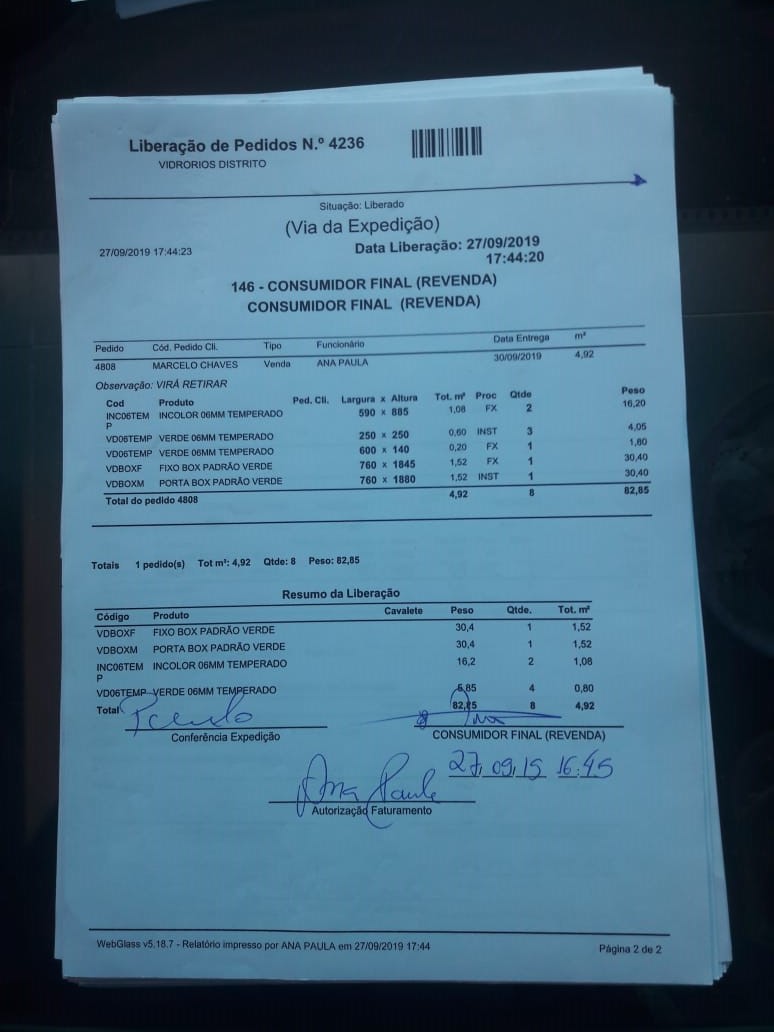 Liberação de Pedidos N.º 4236
VIDRORIOS DISTRITO
Situação: Liberado
(Via da Expedição)
27/09/2019 17:44:23 Data Liberação: 27/09/2019
17:44:20
146 - CONSUMIDOR FINAL (REVENDA)
CONSUMIDOR FINAL (REVENDA)
Pedido Cód. Pedido Cli. Tipo Funcionário Data Entrega m²
4808 MARCELO CHAVES Venda ANA PAULA 30/09/2019 4,92
Observação: VIRÁ RETIRAR
Cod Produto Ped. Cli. Largura x Altura Tot. m² Proc Qtde Peso
INC06TEM INCOLOR 06MM TEMPERADO 590 x 885 1,08 FX 2 16,20
P
VD06TEMP VERDE 06MM TEMPERADO 250 x 250 0,60 INST 3 4,05
VD06TEMP VERDE 06MM TEMPERADO 600 x 140 0,20 FX 1 1,80
VDBOXF FIXO BOX PADRÃO VERDE 760 x 1845 1,52 FX 1 30,40
VDBOXM PORTA BOX PADRÃO VERDE 760 x 1880 1,52 INST 1 30,40
Total do pedido 4808 4,92 8 82,85
Totais 1 pedido(s) Tot m²: 4,92 Qtde: 8 Peso: 82,85
Resumo da Liberação
Código Produto Cavalete Peso Qtde. Tot. m²
VDBOXF FIXO BOX PADRÃO VERDE 30,4 1 1,52
VDBOXM PORTA BOX PADRÃO VERDE 30,4 1 1,52
INC06TEM INCOLOR 06MM TEMPERADO 16,2 2 1,08
P
VD06TEMP VERDE 06MM TEMPERADO 5,85 4 0,80
Total 82,85 8 4,92
Conferência Expedição CONSUMIDOR FINAL (REVENDA)
27/09/19 16:45
Ana Paula
Autorização Faturamento
WebGlass v5.18.7 - Relatório impresso por ANA PAULA em 27/09/2019 17:44 Página 2 de 2